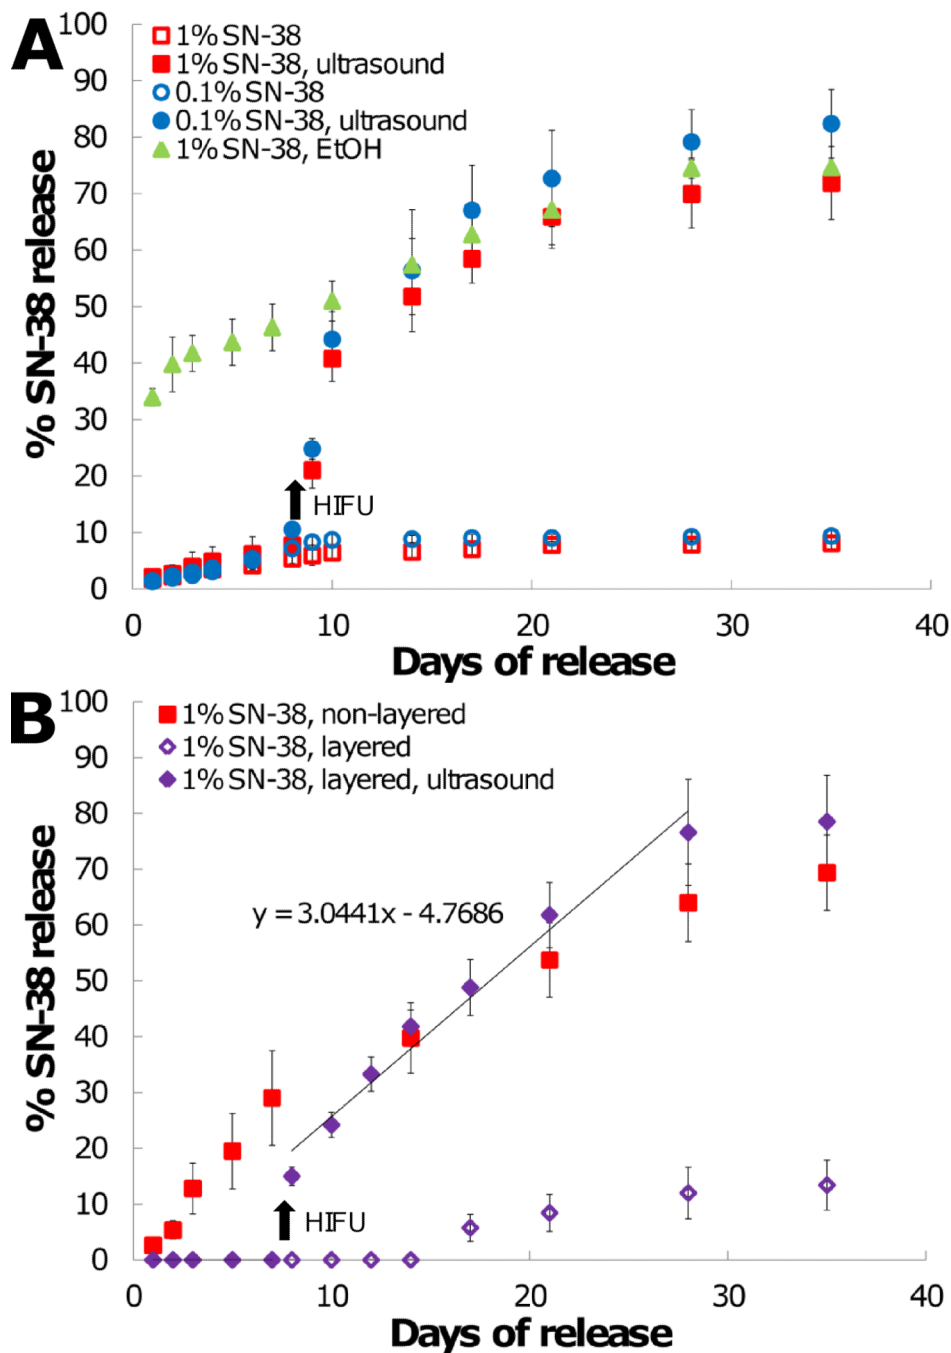 A
100
90
80
70
60
50
40
30
20
10
0
% SN-38 release
1% SN-38
1% SN-38, ultrasound
0.1% SN-38
0.1% SN-38, ultrasound
1% SN-38, EtOH
HIFU
0 10 20 30 40
Days of release
B
100
90
80
70
60
50
40
30
20
10
0
% SN-38 release
1% SN-38, non-layered
1% SN-38, layered
1% SN-38, layered, ultrasound
y = 3.0441x - 4.7686
HIFU
0 10 20 30 40
Days of release